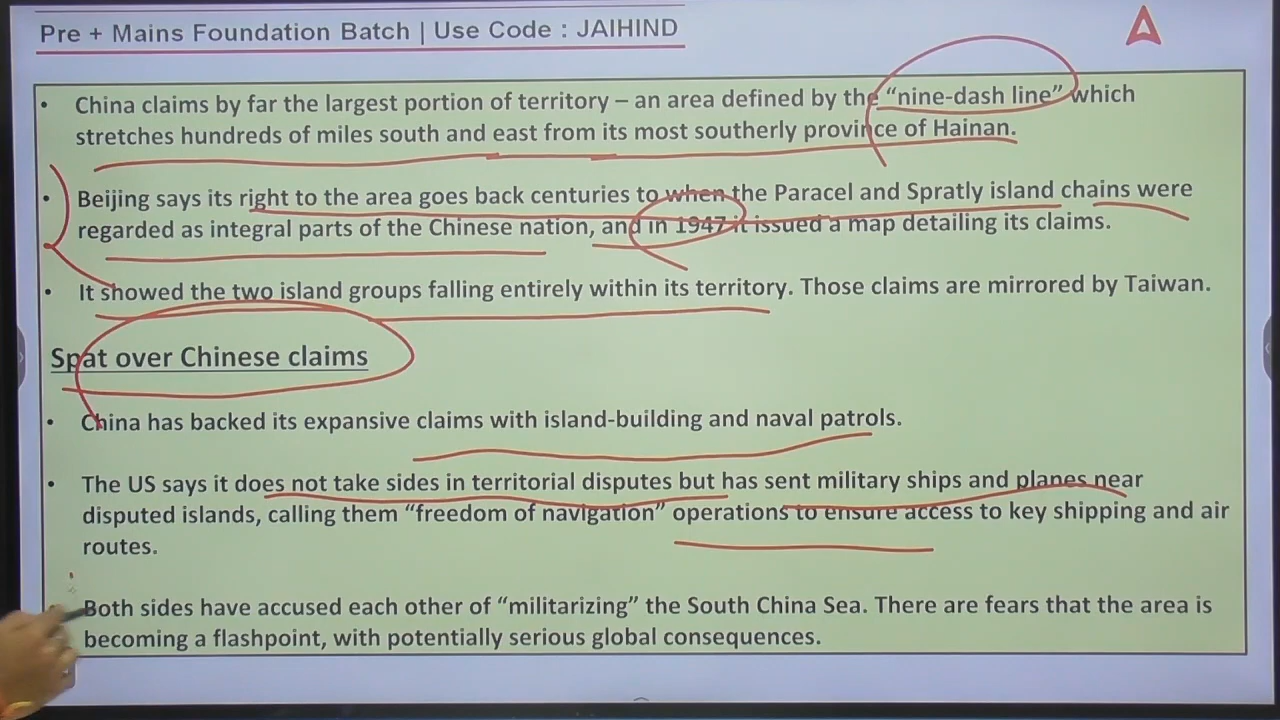 Pre + Mains Foundation Batch | Use Code : JAIHIND
• China claims by far the largest portion of territory – an area defined by the “nine-dash line” which
stretches hundreds of miles south and east from its most southerly province of Hainan.
• Beijing says its right to the area goes back centuries to when the Paracel and Spratly island chains were
regarded as integral parts of the Chinese nation, and in 1947 it issued a map detailing its claims.
• It showed the two island groups falling entirely within its territory. Those claims are mirrored by Taiwan.
Spat over Chinese claims
• China has backed its expansive claims with island-building and naval patrols.
• The US says it does not take sides in territorial disputes but has sent military ships and planes near
disputed islands, calling them “freedom of navigation” operations to ensure access to key shipping and air
routes.
Both sides have accused each other of “militarizing” the South China Sea. There are fears that the area is
becoming a flashpoint, with potentially serious global consequences.